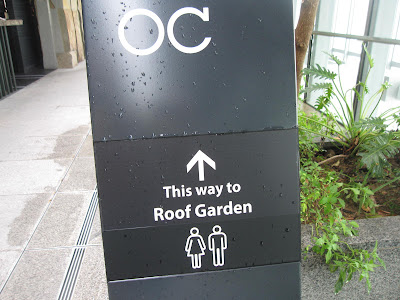 OC
This way to
Roof Garden